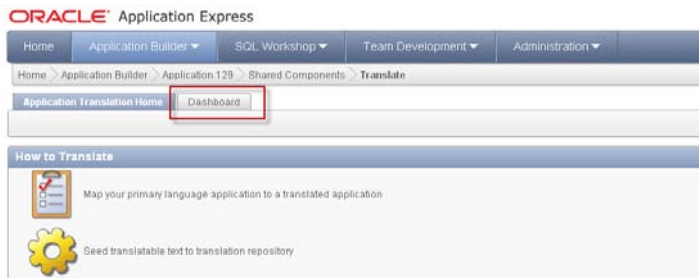 ORACLE Application Express
Home Application Builder SQL Workshop Team Development Administration
Home Application Builder Application 129 Shared Components Translate
Application Translation Home Dashboard
How to Translate
Map your primary language application to a translated application
Seed translatable text to translation repository